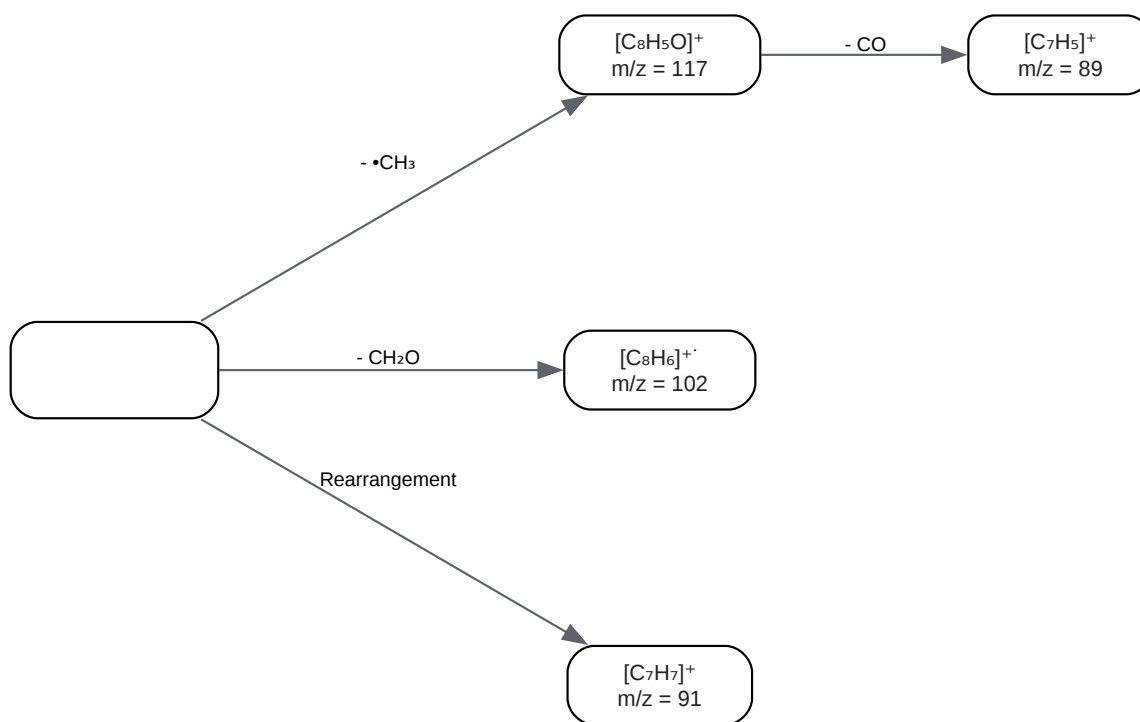 [C₈H₅O]⁺
m/z = 117
- CO
[C₇H₅]⁺
m/z = 89
- •CH₃
- CH₂O
[C₈H₆]⁺˙
m/z = 102
Rearrangement
[C₇H₇]⁺
m/z = 91